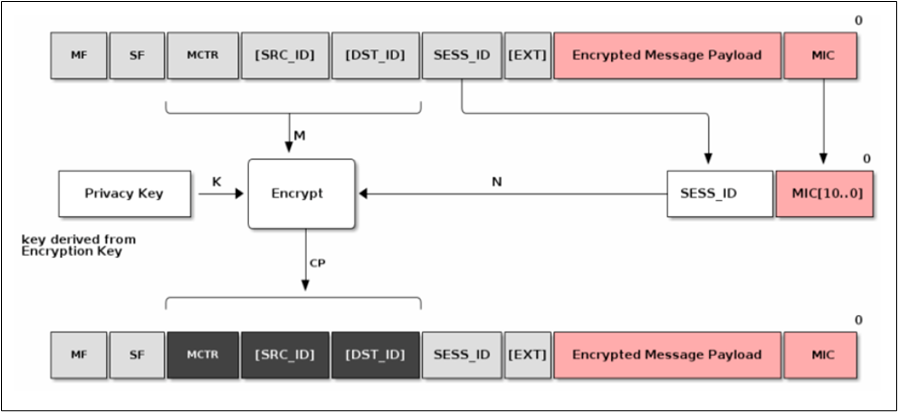 0
MF SF MCTR [SRC_ID] [DST_ID] SESS_ID [EXT] Encrypted Message Payload MIC
M
0
Privacy Key K Encrypt N SESS_ID MIC[10..0]
key derived from
Encryption Key
CP
0
MF SF MCTR [SRC_ID] [DST_ID] SESS_ID [EXT] Encrypted Message Payload MIC